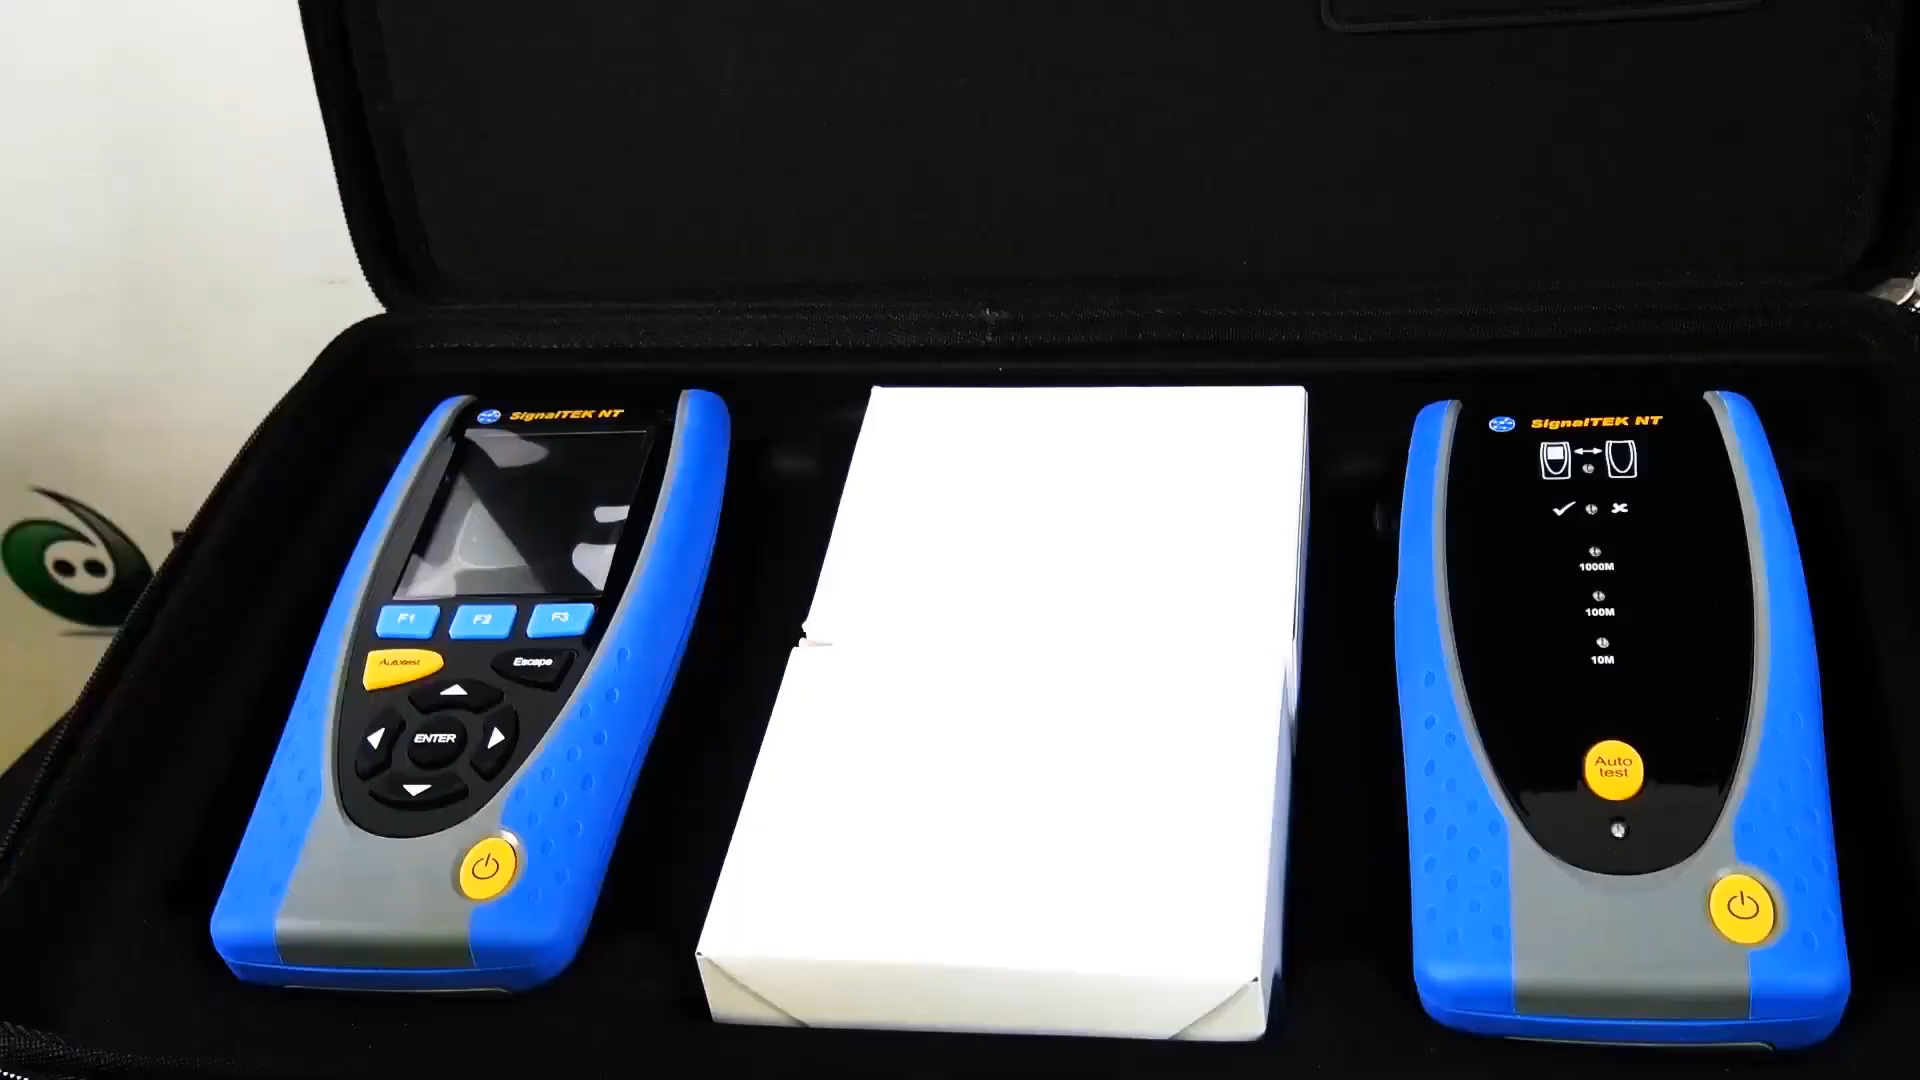 SignalTEK NT
F1 F2 F3
Autotest Escape
ENTER
SignalTEK NT
1000M
100M
10M
Auto
test